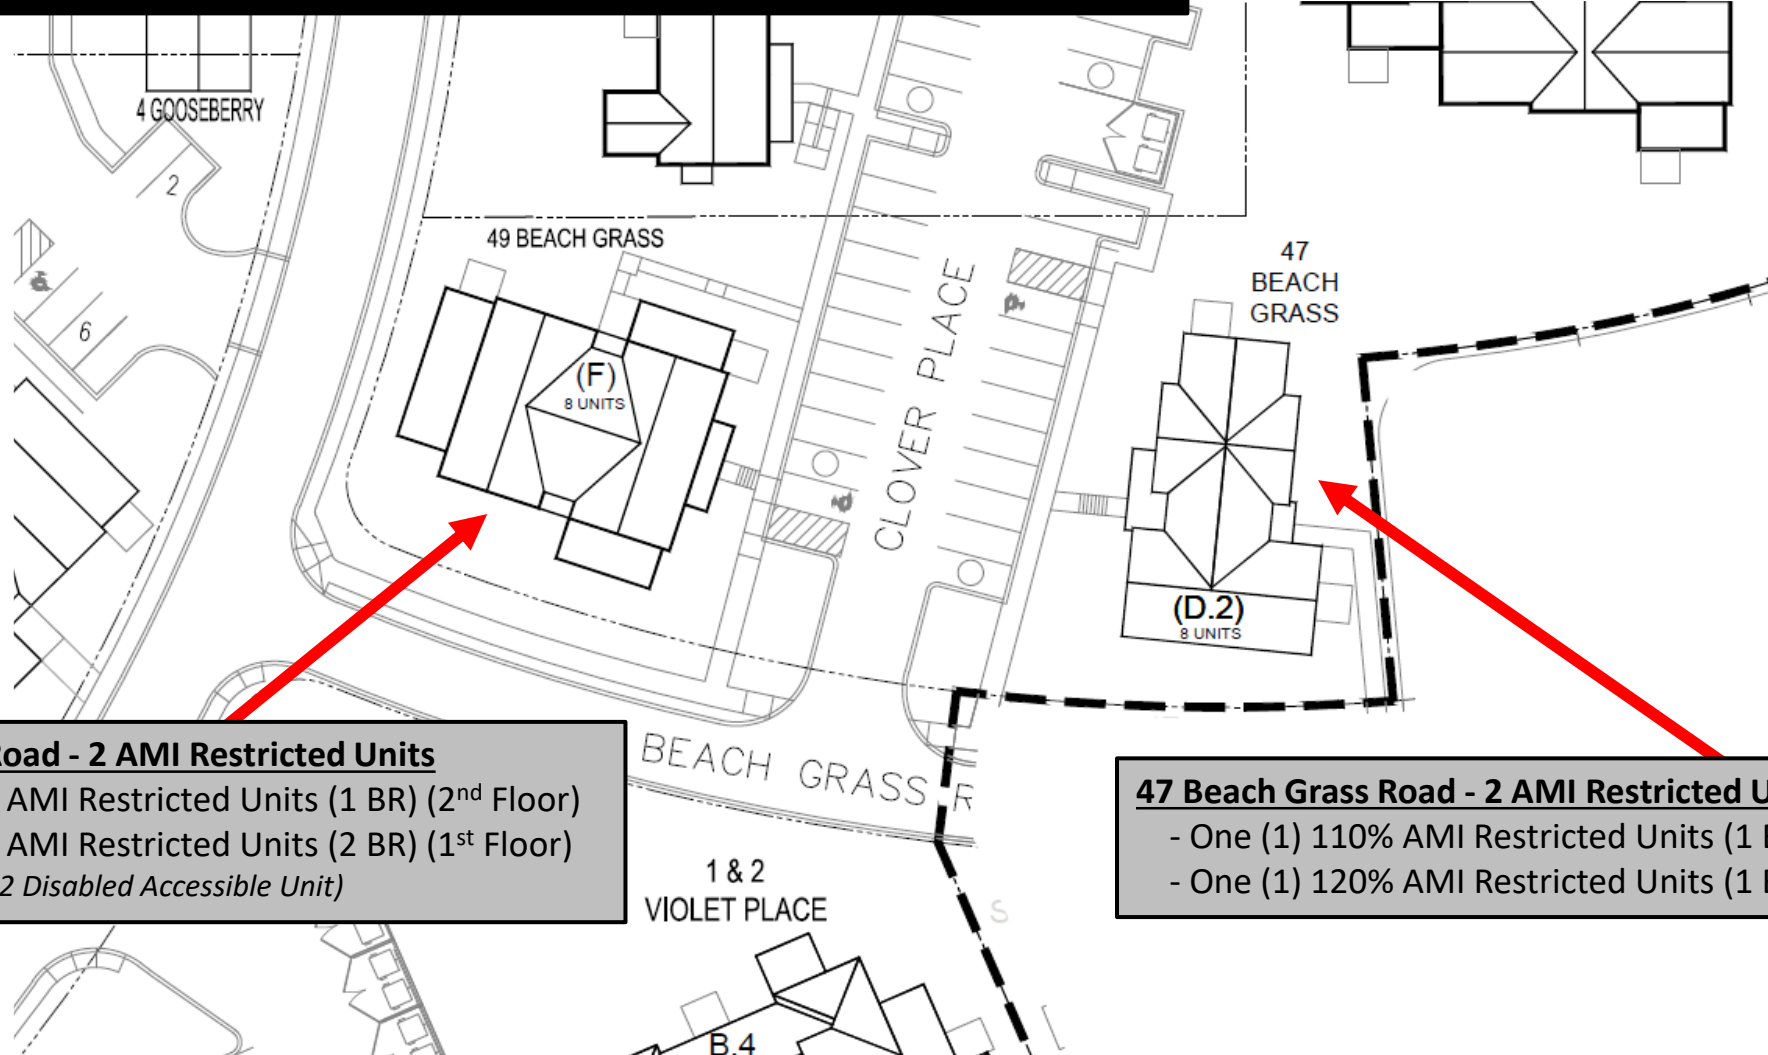 4 GOOSEBERRY
2
6
49 BEACH GRASS
47
BEACH
GRASS
(F)
8 UNITS
CLOVER PLACE
(D.2)
8 UNITS
Road - 2 AMI Restricted Units
AMI Restricted Units (1 BR) (2nd Floor)
AMI Restricted Units (2 BR) (1st Floor)
2 Disabled Accessible Unit)
BEACH GRASS R
47 Beach Grass Road - 2 AMI Restricted U
- One (1) 110% AMI Restricted Units (1 B
- One (1) 120% AMI Restricted Units (1 B
1 & 2
VIOLET PLACE
S
B.4